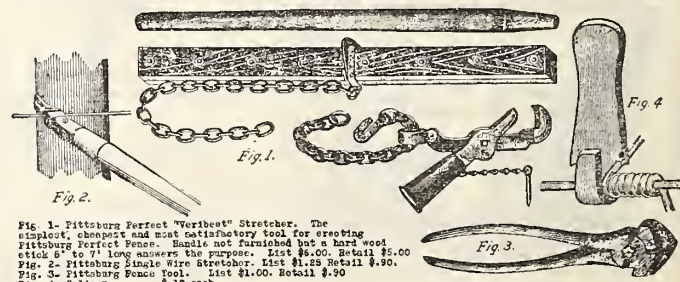 Fig. 4
Fig. 1.
Fig. 2.
Fig. 3.
Fig. 1- Pittsburg Perfect "Veribest" Stretcher. The
simplest, cheapest and most satisfactory tool for erecting
Pittsburg Perfect Fence. Handle not furnished but a hard wood
stick 6' to 7' long answers the purpose. List $6.00. Retail $5.00
Fig. 2. Pittsburg Single Wire Stretcher. List $1.25 Retail $.90.
Fig. 3- Pittsburg Fence Tool. List $1.00. Retail $.90